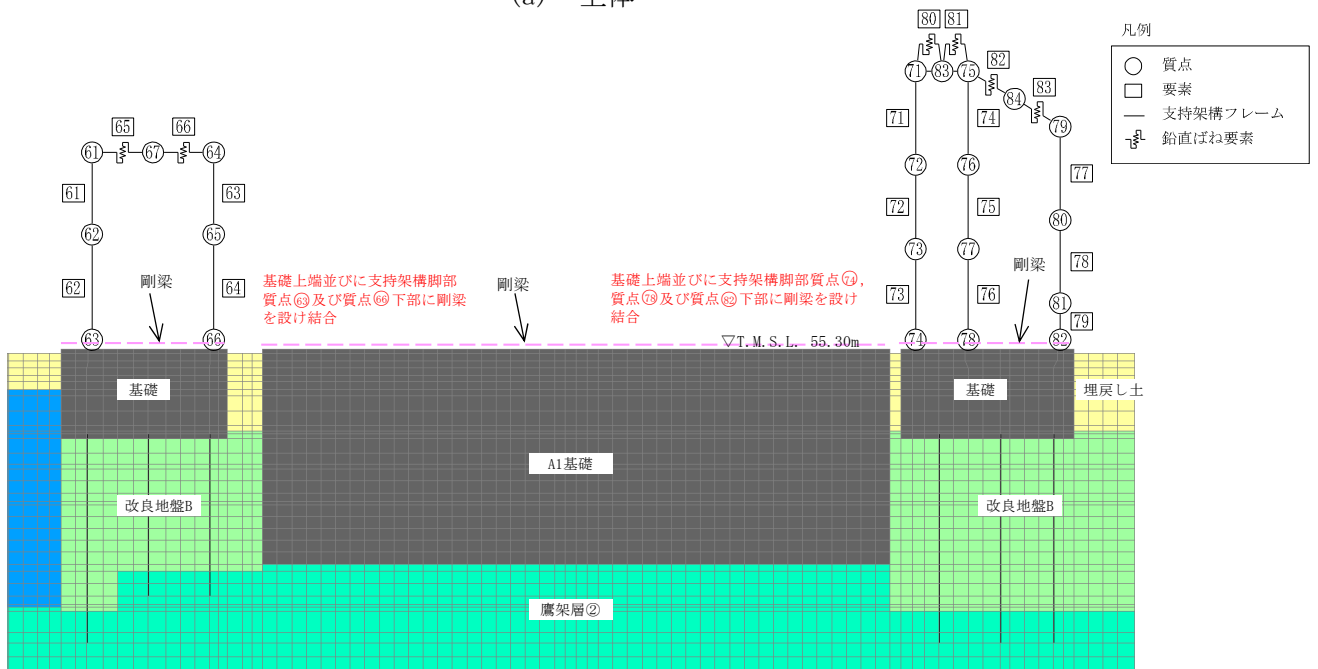 (a) 主体
凡例
質点
要素
支持架構フレーム
鉛直ばね要素
80 81
71 83 75 82
84 83
79
71 74
72 76
77
72 75
80
73 77
78
73 76
81
79
74 78 82
65 66
61 67 64
61 63
62 65
62 64
63 66
剛梁
剛梁
剛梁
基礎上端並びに支持架構脚部
質点㊿及び質点66下部に剛梁
を設け結合
基礎上端並びに支持架構脚部質点74,
質点78及び質点82下部に剛梁を設け
結合
▽T.M.S.L. 55.30m
基礎
基礎
埋戻し土
A1基礎
改良地盤B
改良地盤B
鷹架層②